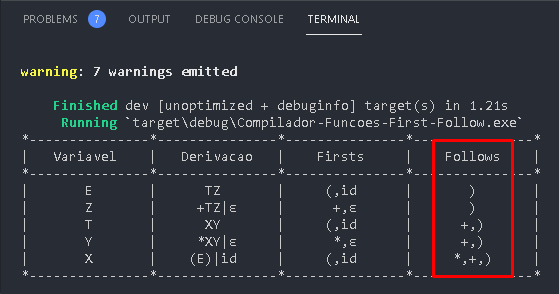 PROBLEMS 7 OUTPUT DEBUG CONSOLE TERMINAL
warning: 7 warnings emitted
Finished dev [unoptimized + debuginfo] target(s) in 1.21s
Running `target\debug\Compilador-Funcoes-First-Follow.exe`
*---------------*---------------*---------------*---------------*
| Variavel | Derivacao | Firsts | Follows |
*---------------*---------------*---------------*---------------*
| E | TZ | (,id | ) |
| Z | +TZ|ε | +,ε | ) |
| T | XY | (,id | +,) |
| Y | *XY|ε | *,ε | +,) |
| X | (E)|id | (,id | *,+,) |
*---------------*---------------*---------------*---------------*